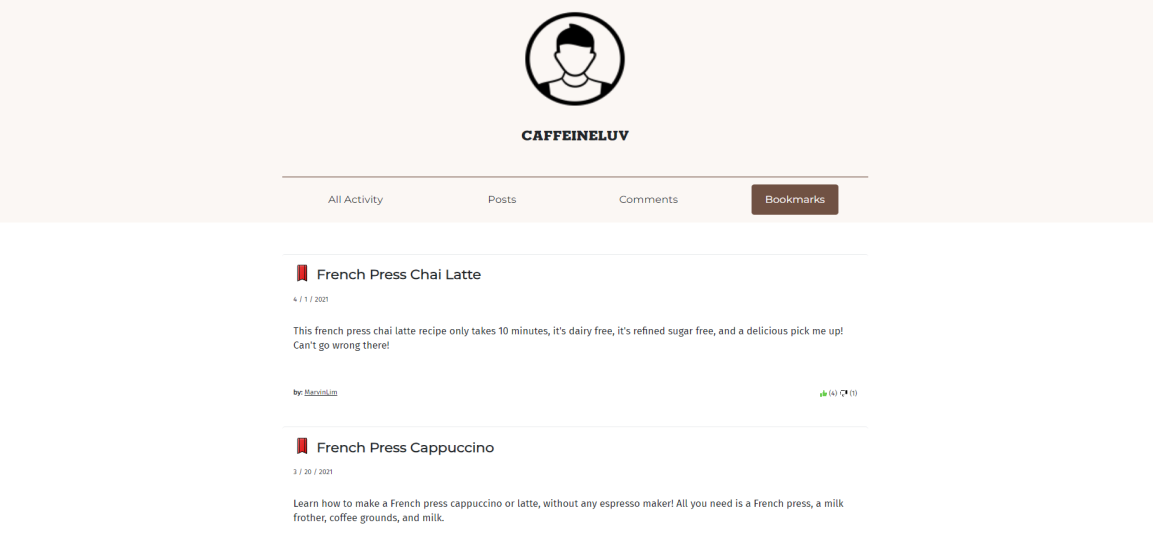 CAFFEINELUV
All Activity Posts Comments Bookmarks
French Press Chai Latte
4 / 1 / 2021
This french press chai latte recipe only takes 10 minutes, it's dairy free, it's refined sugar free, and a delicious pick me up!
Can't go wrong there!
by: MarvinLim (4) (1)
French Press Cappuccino
3 / 20 / 2021
Learn how to make a French press cappuccino or latte, without any espresso maker! All you need is a French press, a milk
frother, coffee grounds, and milk.